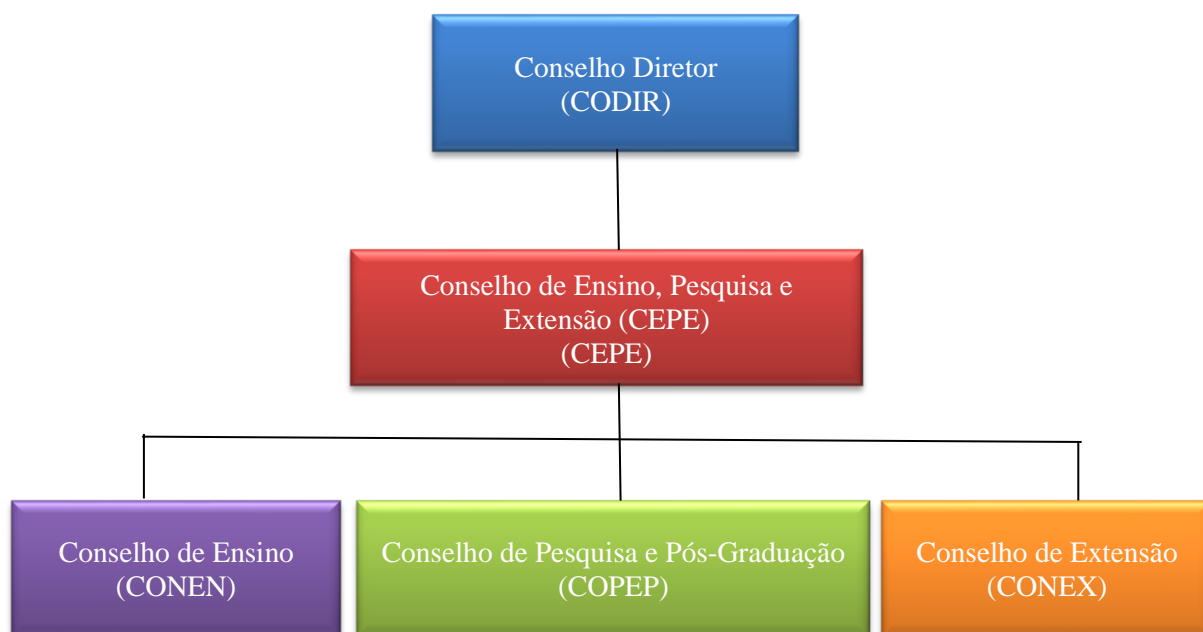 Conselho Diretor
(CODIR)
Conselho de Ensino, Pesquisa e
Extensão (CEPE)
(CEPE)
Conselho de Ensino
(CONEN)
Conselho de Pesquisa e Pós-Graduação
(COPEP)
Conselho de Extensão
(CONEX)